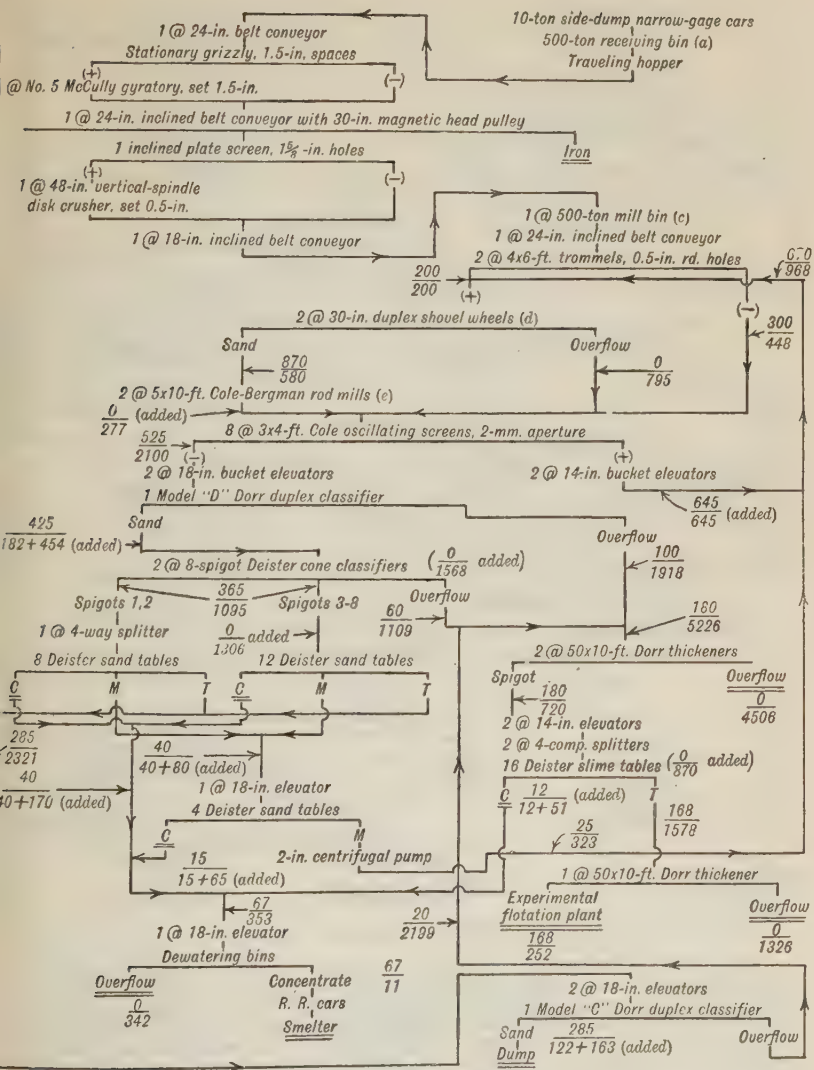 10-ton side-dump narrow-gage cars
500-ton receiving bin (a)
Traveling hopper
1 @ 24-in. belt conveyor
Stationary grizzly, 1.5-in. spaces
(+)
(–)
@ No. 5 McCully gyratory, set 1.5-in.
1 @ 24-in. inclined belt conveyor with 30-in. magnetic head pulley
Iron
1 inclined plate screen, 1⅝-in. holes
(+)
(–)
1 @ 48-in. vertical-spindle
disk crusher, set 0.5-in.
1 @ 18-in. inclined belt conveyor
1 @ 500-ton mill bin (c)
1 @ 24-in. inclined belt conveyor
2 @ 4x6-ft. trommels, 0.5-in. rd. holes
200
200
(+)
968
(–)
300
448
2 @ 30-in. duplex shovel wheels (d)
Sand
Overflow
870
580
0
795
2 @ 5x10-ft. Cole-Bergman rod mills (e)
0 (added)
277
8 @ 3x4-ft. Cole oscillating screens, 2-mm. aperture
525
2100
(–)
(+)
2 @ 18-in. bucket elevators
2 @ 14-in. bucket elevators
645
645 (added)
1 Model "D" Dorr duplex classifier
Sand
Overflow
425
182+454 (added)
100
1918
2 @ 8-spigot Deister cone classifiers
(0
1568 added)
Spigots 1,2
365
1095
Spigots 3-8
Overflow
60
1109
180
5226
1 @ 4-way splitter
0
1306 added
8 Deister sand tables
12 Deister sand tables
C M T C M T
2 @ 50x10-ft. Dorr thickeners
Spigot
180
720
Overflow
0
4506
2 @ 14-in. elevators
2 @ 4-comp. splitters
16 Deister slime tables (0
870 added)
285
2321
40
40+80 (added)
40
40+170 (added)
1 @ 18-in. elevator
4 Deister sand tables
C
M
C
12
12+51 (added)
T
168
1578
25
323
15
15+65 (added)
2-in. centrifugal pump
1 @ 50x10-ft. Dorr thickener
Experimental
flotation plant
168
252
Overflow
0
1326
67
353
20
2199
1 @ 18-in. elevator
Dewatering bins
Overflow
0
342
Concentrate
R. R. cars
Smelter
67
11
2 @ 18-in. elevators
1 Model "C" Dorr duplex classifier
Sand
Dump
285
122+163 (added)
Overflow